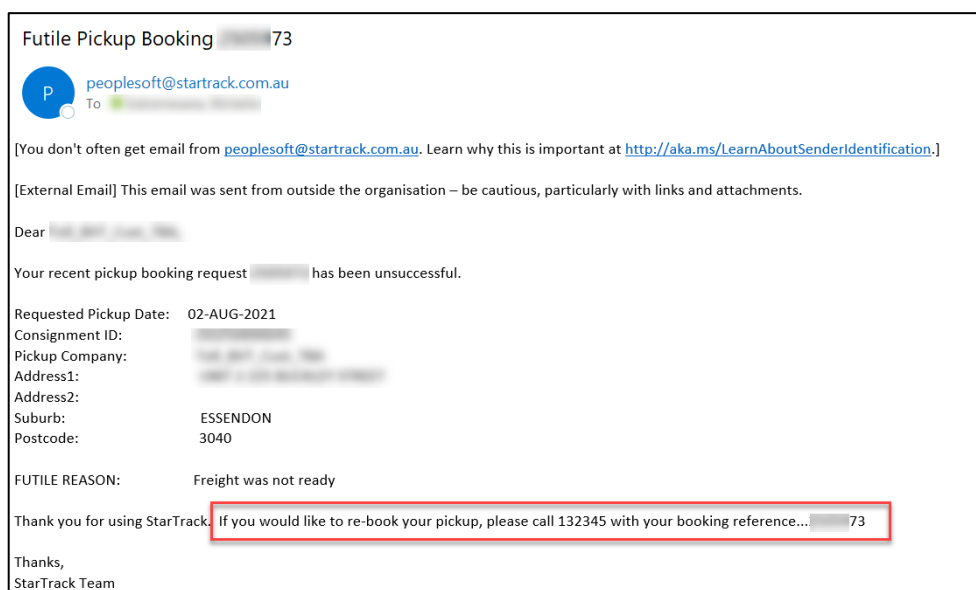 Futile Pickup Booking 73
P
peoplesoft@startrack.com.au
To
[You don't often get email from peoplesoft@startrack.com.au. Learn why this is important at http://aka.ms/LearnAboutSenderIdentification.]
[External Email] This email was sent from outside the organisation – be cautious, particularly with links and attachments.
Dear
Your recent pickup booking request has been unsuccessful.
Requested Pickup Date: 02-AUG-2021
Consignment ID:
Pickup Company:
Address1:
Address2:
Suburb: ESSENDON
Postcode: 3040
FUTILE REASON: Freight was not ready
Thank you for using StarTrack. If you would like to re-book your pickup, please call 132345 with your booking reference... 73
Thanks,
StarTrack Team